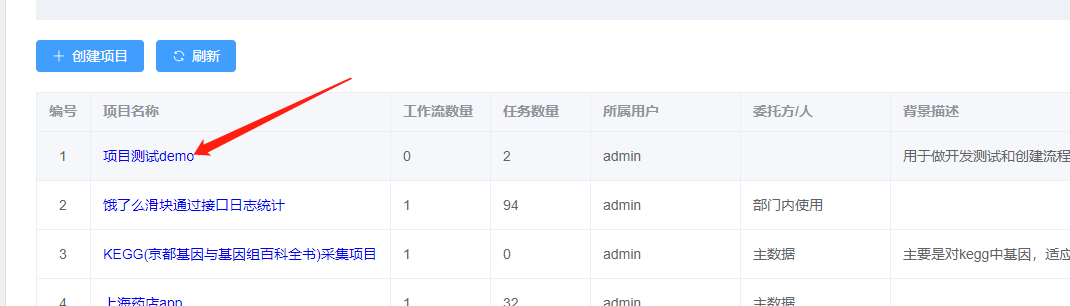 创建项目 刷新
编号 项目名称 工作流数量 任务数量 所属用户 委托方/人 背景描述
1 项目测试demo 0 2 admin 用于做开发测试和创建流程
2 饿了么滑块通过接口日志统计 1 94 admin 部门内使用
3 KEGG(京都基因与基因组百科全书)采集项目 1 0 admin 主数据 主要是对kegg中基因，适应
4 上海药店app 1 32 admin 主数据